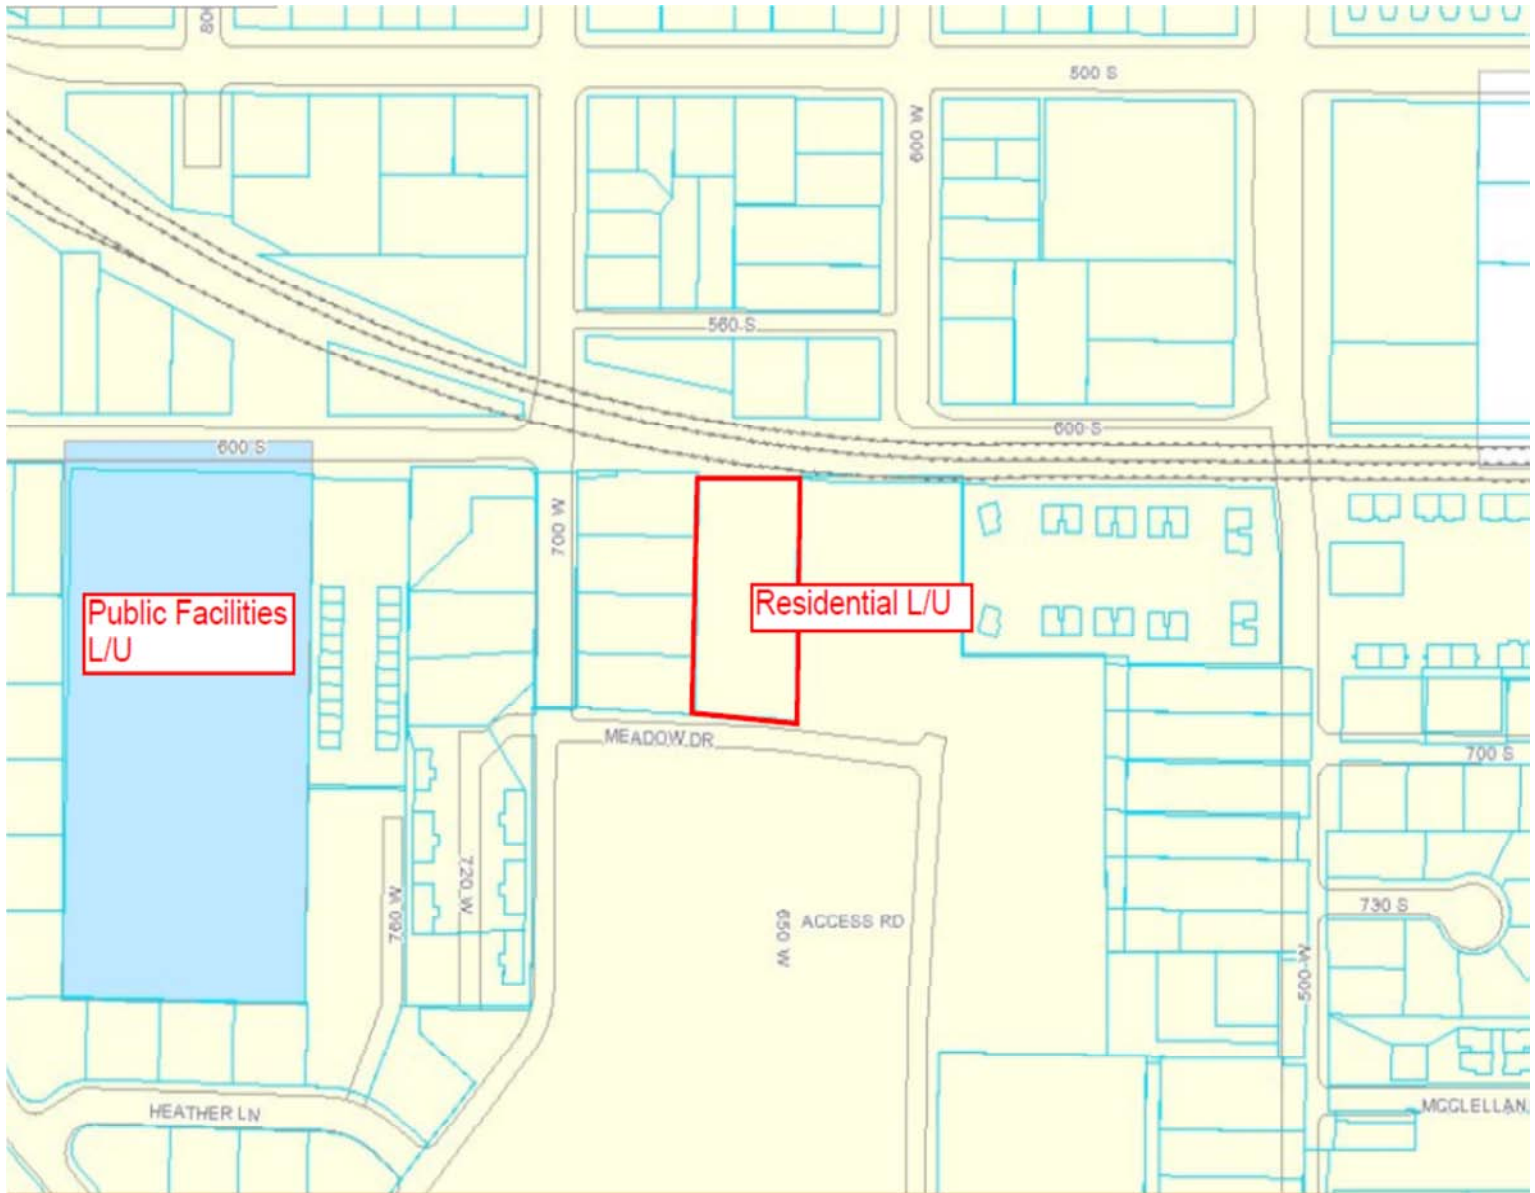 800
500 S
600 W
560 S
600 S
600 S
700 W
Public Facilities
L/U
Residential L/U
MEADOW DR
700 S
720 W
760 W
650 W
ACCESS RD
730 S
500 W
HEATHER LN
MCCLELLAN